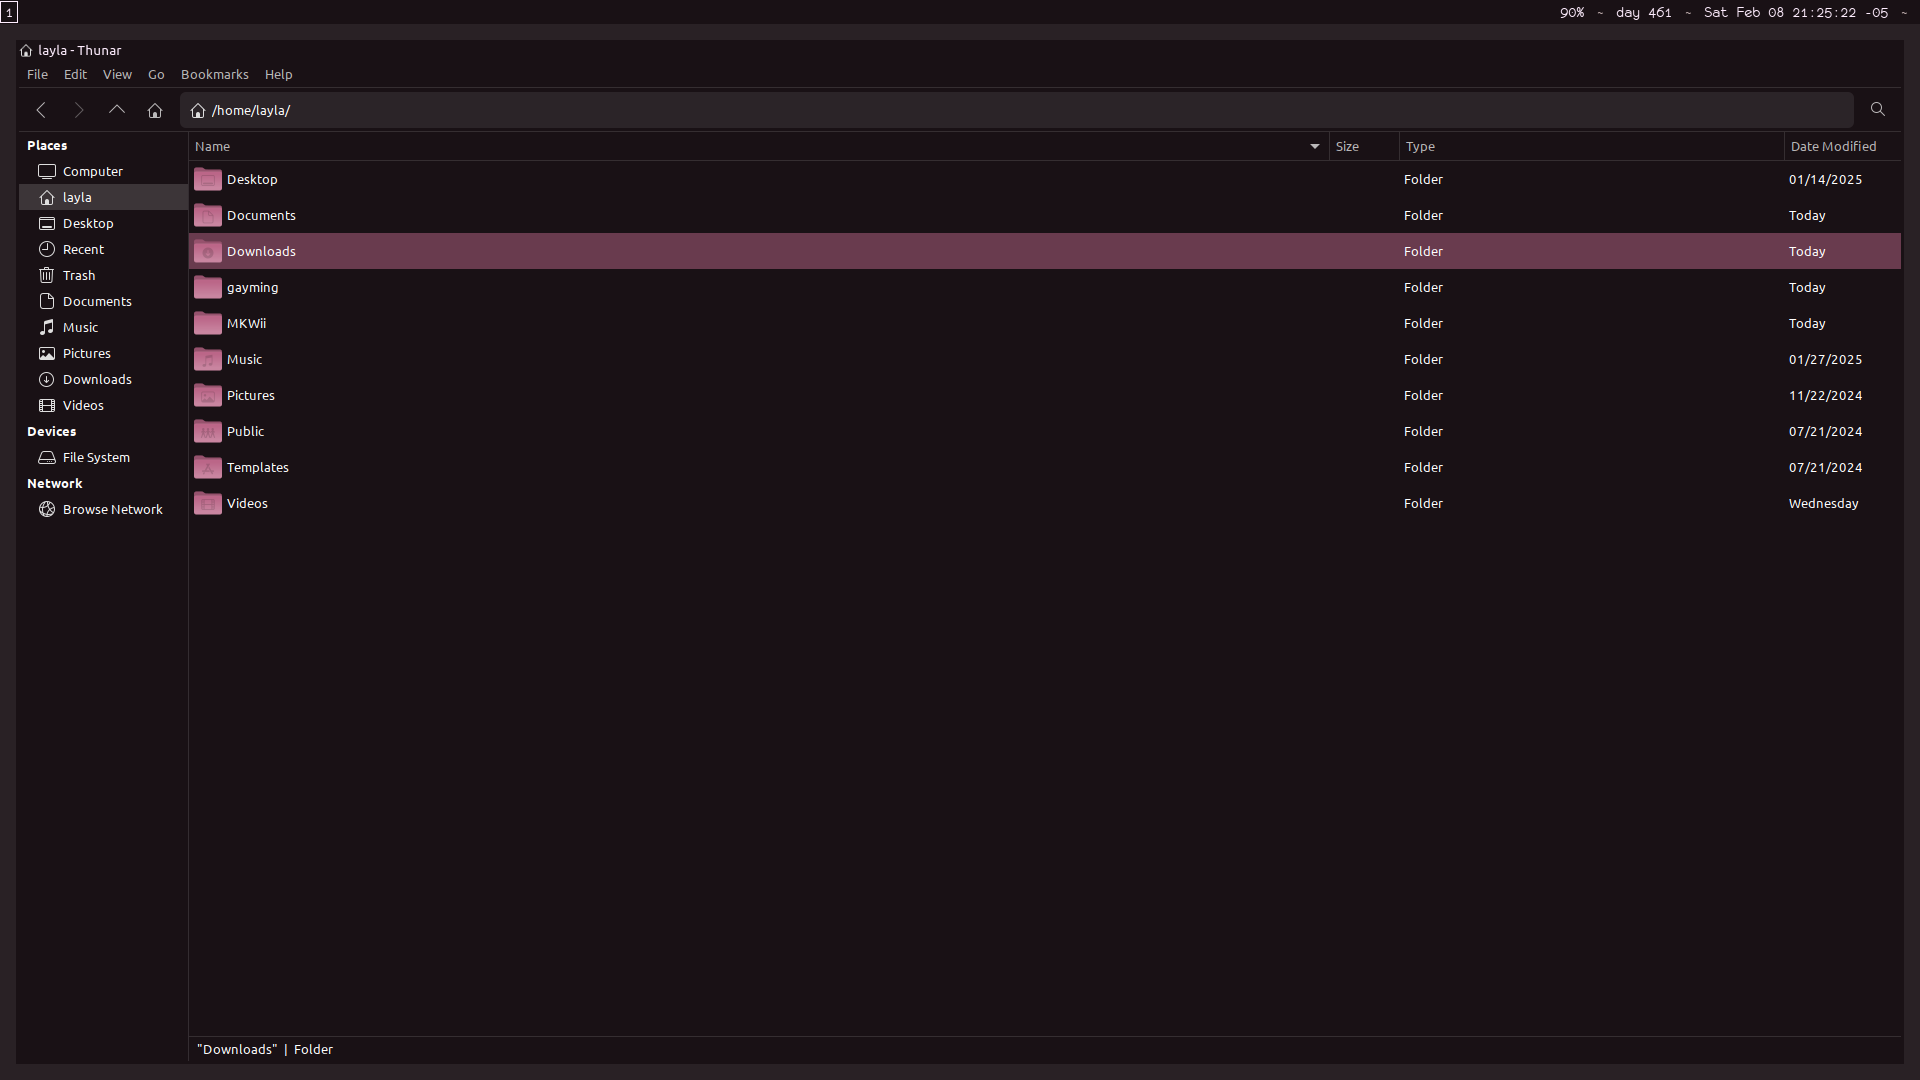 1
90% ~ day 461 ~ Sat Feb 08 21:25:22 -05 ~
layla - Thunar
File Edit View Go Bookmarks Help
/home/layla/
Places
Computer
layla
Desktop
Recent
Trash
Documents
Music
Pictures
Downloads
Videos
Devices
File System
Network
Browse Network
Name Size Type Date Modified
Desktop Folder 01/14/2025
Documents Folder Today
Downloads Folder Today
gayming Folder Today
MKWii Folder Today
Music Folder 01/27/2025
Pictures Folder 11/22/2024
Public Folder 07/21/2024
Templates Folder 07/21/2024
Videos Folder Wednesday
"Downloads" | Folder